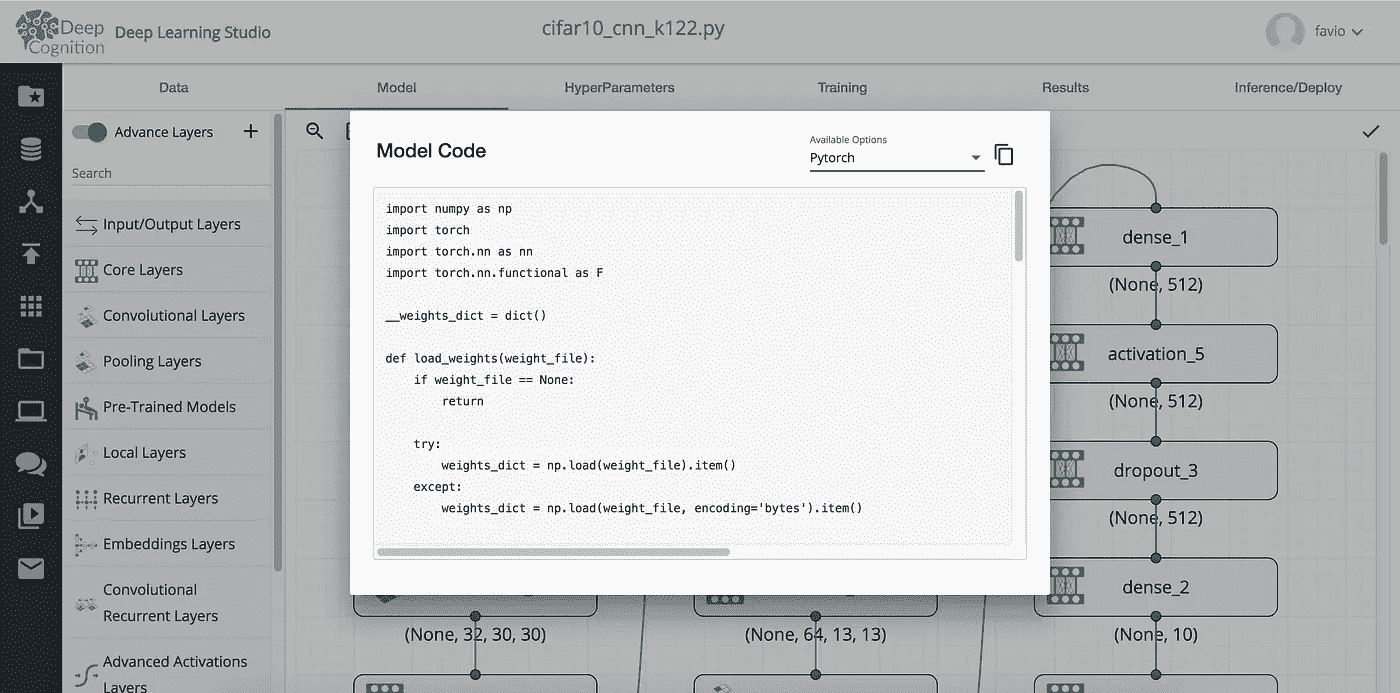 Deep
Cognition
Deep Learning Studio
cifar10_cnn_k122.py
favio
Data
Model
HyperParameters
Training
Results
Inference/Deploy
Advance Layers
+
Search
Input/Output Layers
Core Layers
Convolutional Layers
Pooling Layers
Pre-Trained Models
Local Layers
Recurrent Layers
Embeddings Layers
Convolutional
Recurrent Layers
Advanced Activations
Layers
Model Code
Available Options
Pytorch
import numpy as np
import torch
import torch.nn as nn
import torch.nn.functional as F
__weights_dict = dict()
def load_weights(weight_file):
    if weight_file == None:
        return
    try:
        weights_dict = np.load(weight_file).item()
    except:
        weights_dict = np.load(weight_file, encoding='bytes').item()
dense_1
(None, 512)
activation_5
(None, 512)
dropout_3
(None, 512)
dense_2
(None, 32, 30, 30)
(None, 64, 13, 13)
(None, 10)